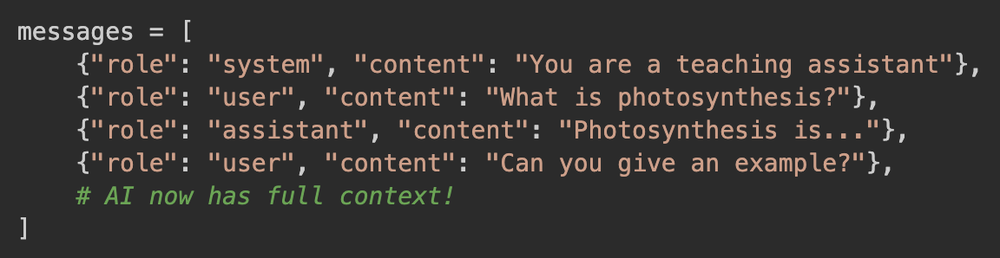 messages = [
    {"role": "system", "content": "You are a teaching assistant"},
    {"role": "user", "content": "What is photosynthesis?"},
    {"role": "assistant", "content": "Photosynthesis is..."},
    {"role": "user", "content": "Can you give an example?"},
    # AI now has full context!
]